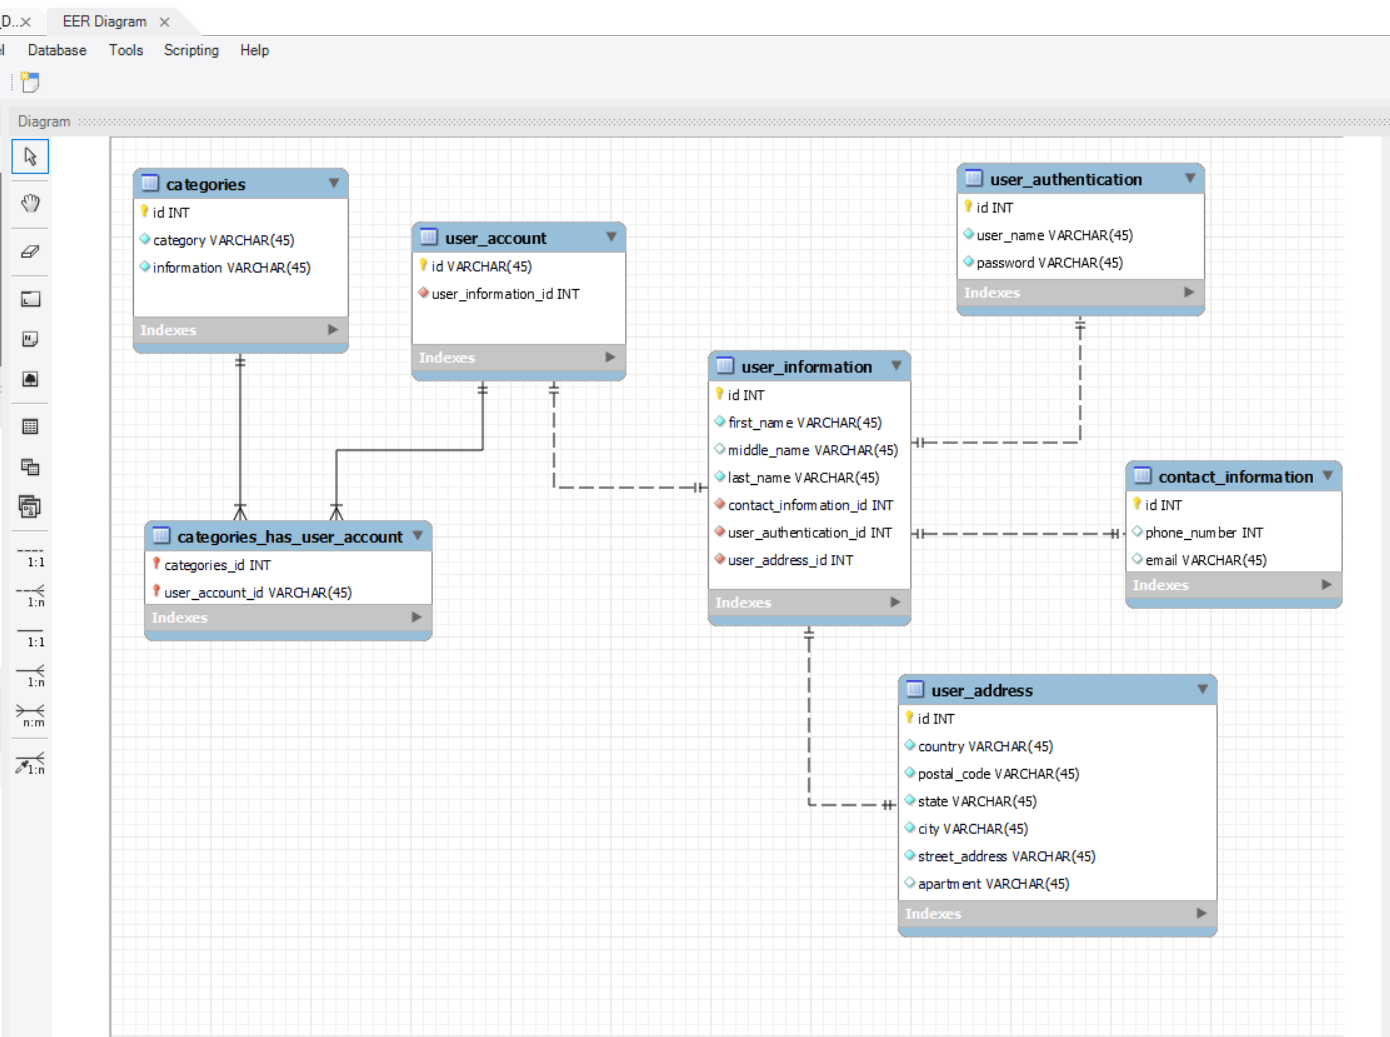 _D...
EER Diagram
el Database Tools Scripting Help
Diagram
categories
id INT
category VARCHAR(45)
information VARCHAR(45)
Indexes
user_account
id VARCHAR(45)
user_information_id INT
Indexes
user_authentication
id INT
user_name VARCHAR(45)
password VARCHAR(45)
Indexes
user_information
id INT
first_name VARCHAR(45)
middle_name VARCHAR(45)
last_name VARCHAR(45)
contact_information_id INT
user_authentication_id INT
user_address_id INT
Indexes
contact_information
id INT
phone_number INT
email VARCHAR(45)
Indexes
categories_has_user_account
categories_id INT
user_account_id VARCHAR(45)
Indexes
user_address
id INT
country VARCHAR(45)
postal_code VARCHAR(45)
state VARCHAR(45)
city VARCHAR(45)
street_address VARCHAR(45)
apartment VARCHAR(45)
Indexes
1:1
1:n
1:1
1:n
n:m
1:n